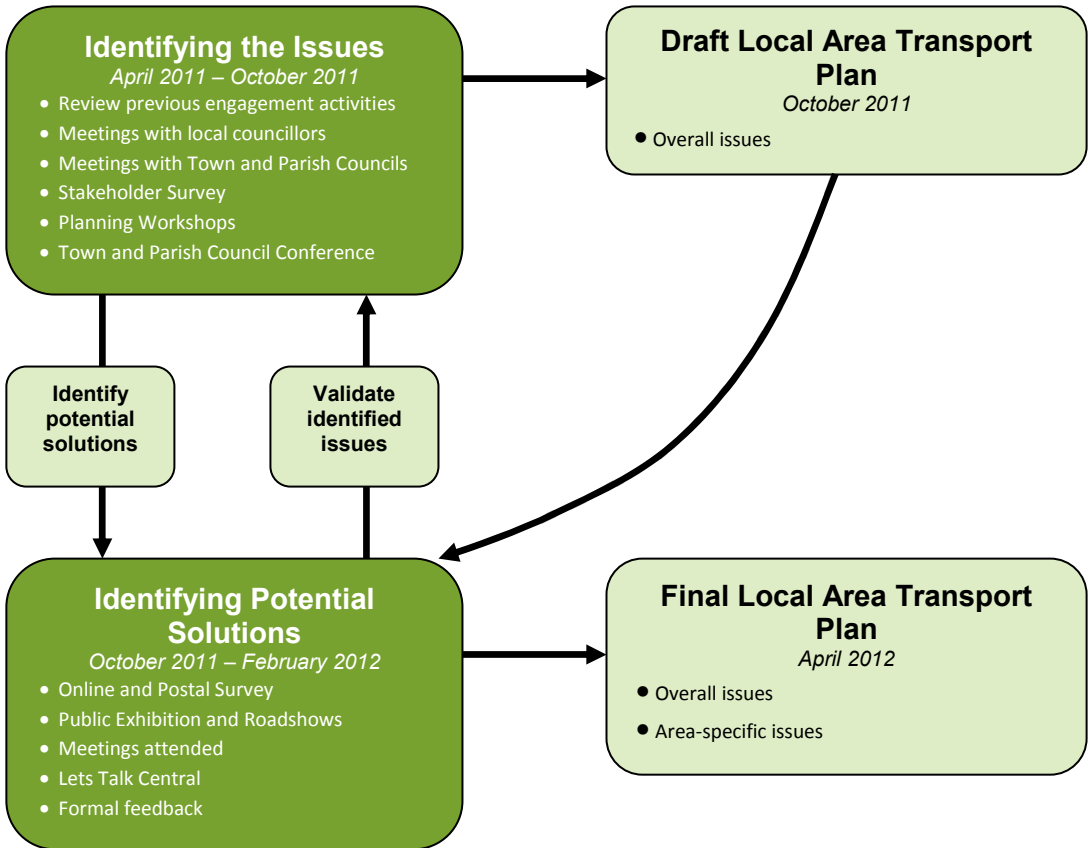 Identifying the Issues
April 2011 – October 2011
• Review previous engagement activities
• Meetings with local councillors
• Meetings with Town and Parish Councils
• Stakeholder Survey
• Planning Workshops
• Town and Parish Council Conference
Draft Local Area Transport
Plan
October 2011
• Overall issues
Identify
potential
solutions
Validate
identified
issues
Identifying Potential
Solutions
October 2011 – February 2012
• Online and Postal Survey
• Public Exhibition and Roadshows
• Meetings attended
• Lets Talk Central
• Formal feedback
Final Local Area Transport
Plan
April 2012
• Overall issues
• Area-specific issues